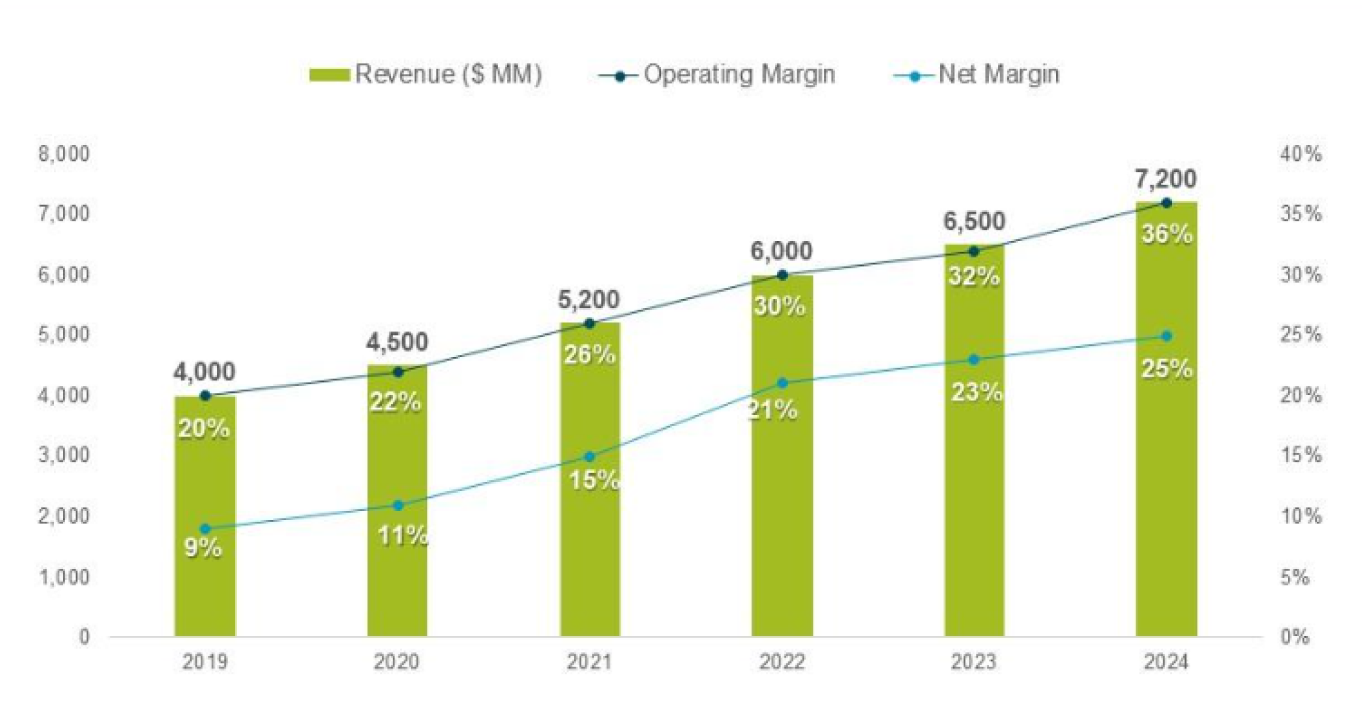 Revenue ($ MM) Operating Margin Net Margin
8,000 40%
7,200
7,000 6,500 35%
36%
6,000 6,000 32% 30%
5,200 30%
5,000 4,500 26% 25%
4,000 22% 23% 25%
4,000 20% 21% 20%
3,000 15% 15%
2,000 9% 11% 10%
1,000 5%
0 0%
2019 2020 2021 2022 2023 2024